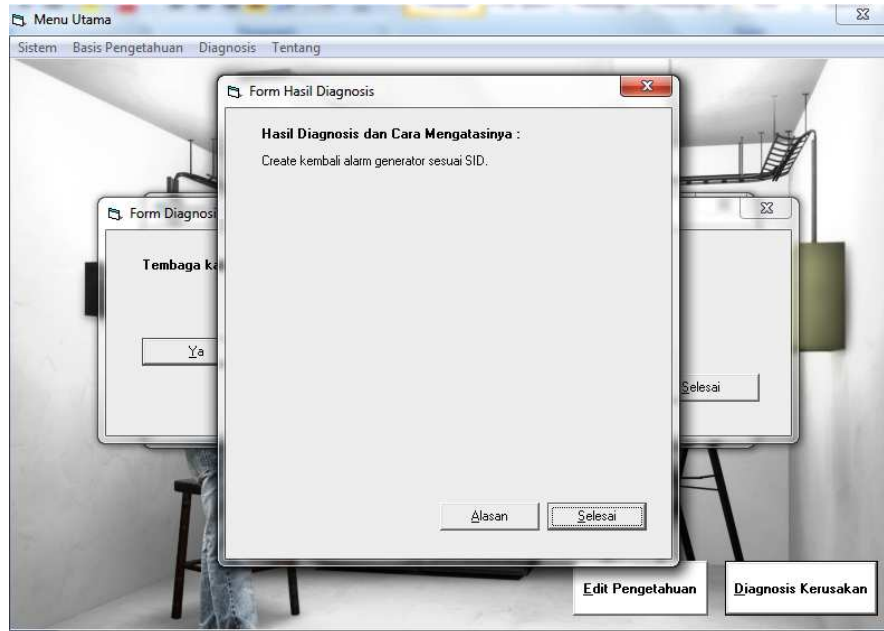 Menu Utama
Sistem Basis Pengetahuan Diagnosis Tentang
Form Hasil Diagnosis
Hasil Diagnosis dan Cara Mengatasinya :
Create kembali alarm generator sesuai SID.
Form Diagnosi
Tembaga ka
Ya
Selesai
Alasan
Selesai
Edit Pengetahuan
Diagnosis Kerusakan